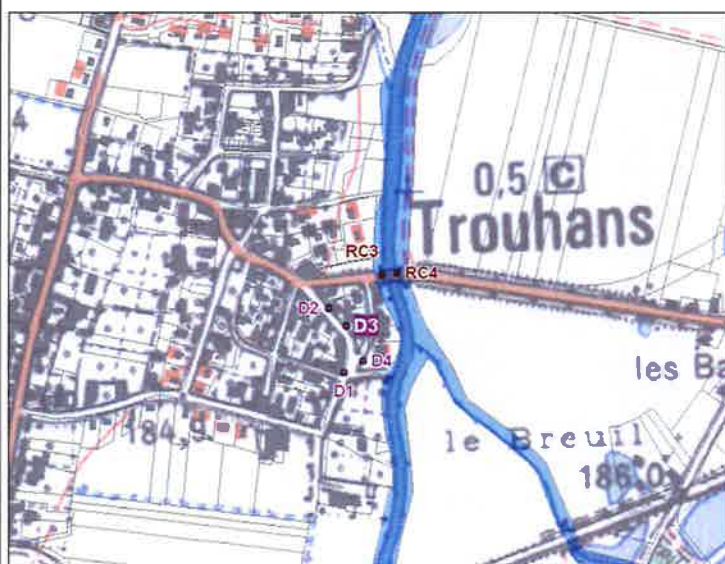 0,5 C
Trouhans
RC3
RC4
D2
D3
D4
D1
les Ba
184,9
le Breuil
186.0